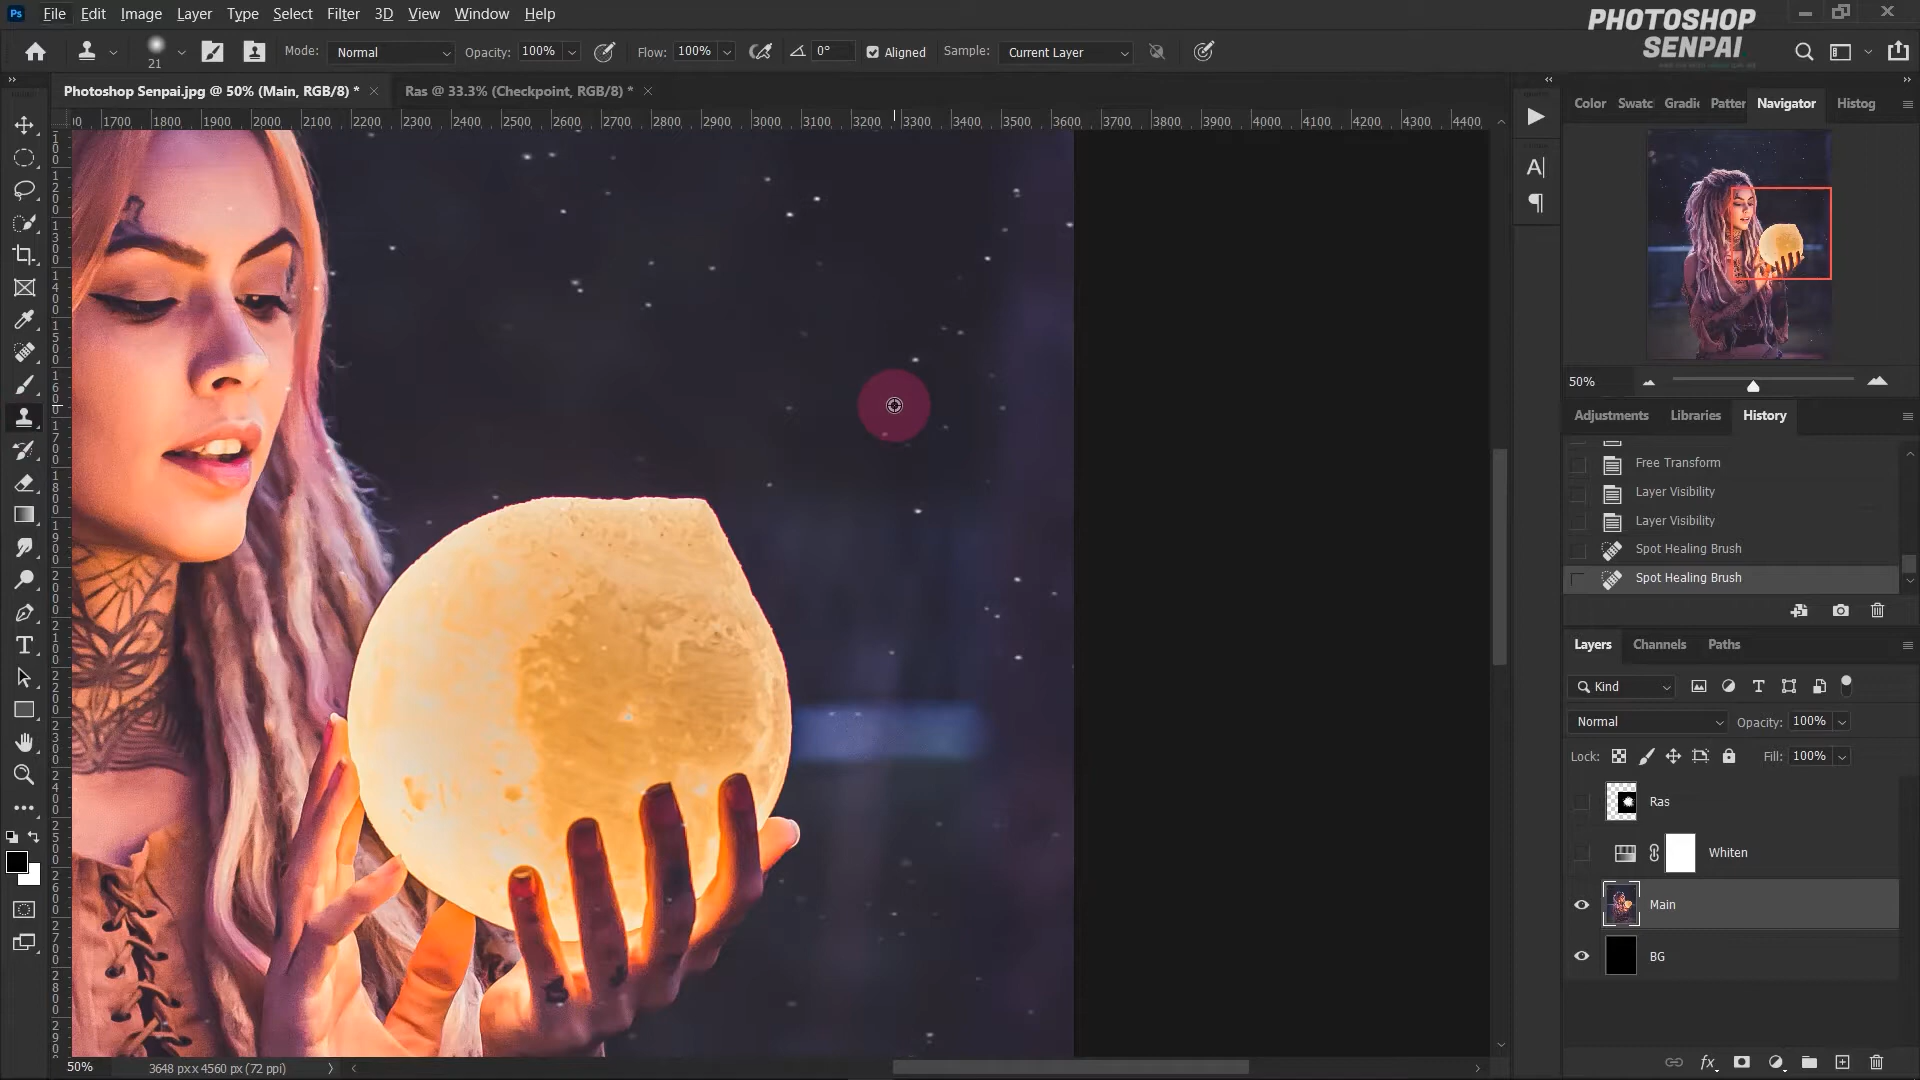 Ps File Edit Image Layer Type Select Filter 3D View Window Help
PHOTOSHOP
SENPAI
21 Mode: Normal Opacity: 100% Flow: 100% 0° Aligned Sample: Current Layer
Photoshop Senpai.jpg @ 50% (Main, RGB/8) * Ras @ 33.3% (Checkpoint, RGB/8) *
1700 1800 1900 2000 2100 2200 2300 2400 2500 2600 2700 2800 2900 3000 3100 3200 3300 3400 3500 3600 3700 3800 3900 4000 4100 4200 4300 4400
Color Swatc Gradie Patter Navigator Histog
50%
Adjustments Libraries History
Free Transform
Layer Visibility
Layer Visibility
Spot Healing Brush
Spot Healing Brush
Layers Channels Paths
Kind
Normal Opacity: 100%
Lock: Fill: 100%
Ras
Whiten
Main
BG
fx
50% 3648 px x 4560 px (72 ppi)